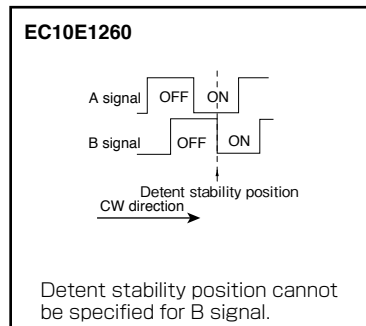 EC10E1260
A signal OFF ON
B signal OFF ON
Detent stability position
CW direction
Detent stability position cannot
be specified for B signal.